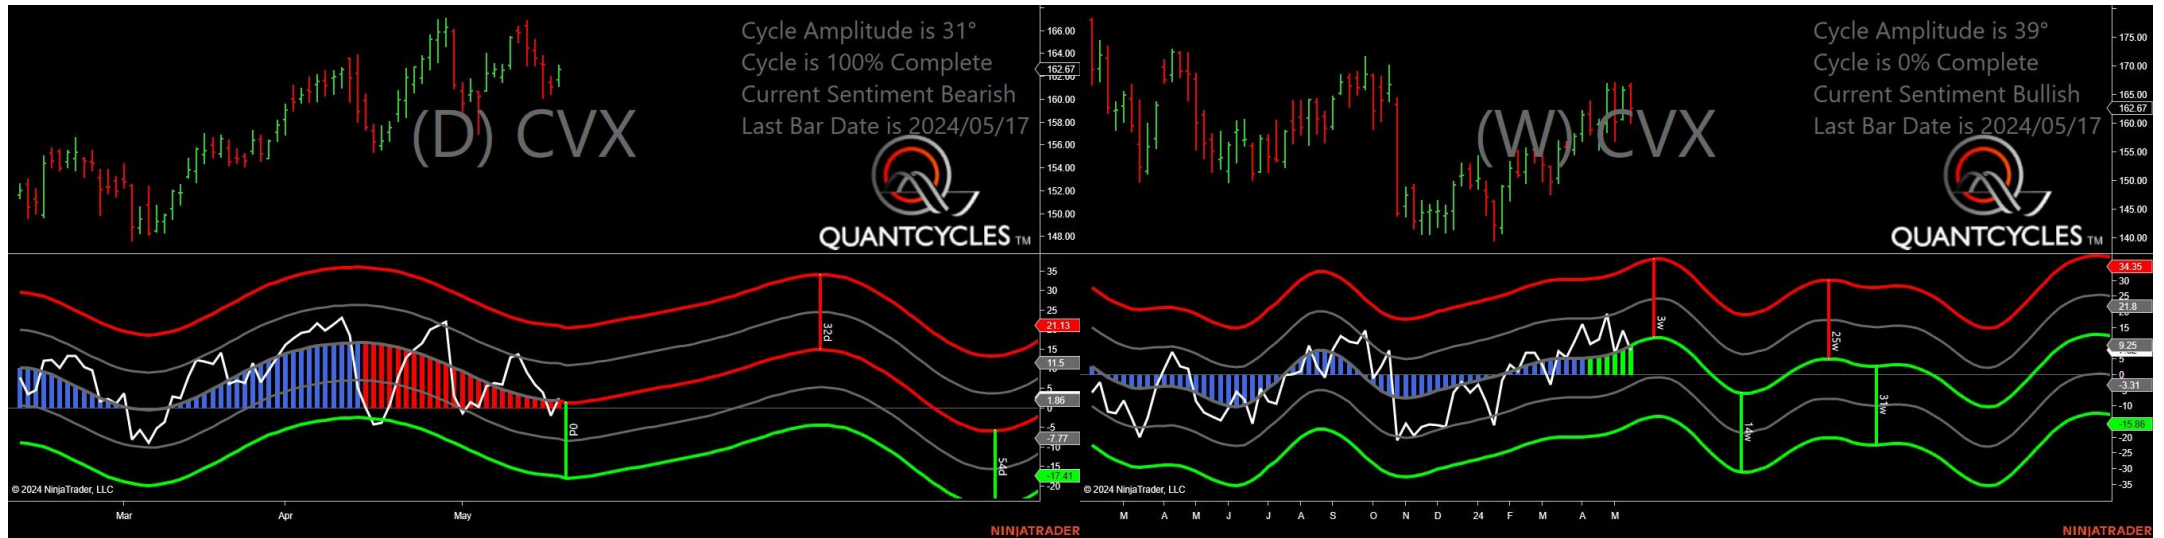 Cycle Amplitude is 31°
Cycle is 100% Complete
Current Sentiment Bearish
Last Bar Date is 2024/05/17
(D) CVX
QUANTCYCLES TM
166.00
164.00
162.67
162.00
160.00
158.00
156.00
154.00
152.00
150.00
148.00
35
30
25
20
21.13
15
11.5
10
5
1.86
0
-5
-7.77
-10
-15
-17.41
-20
0d
32d
54d
© 2024 NinjaTrader, LLC
Mar Apr May
NINJATRADER
Cycle Amplitude is 39°
Cycle is 0% Complete
Current Sentiment Bullish
Last Bar Date is 2024/05/17
(W) CVX
QUANTCYCLES TM
175.00
170.00
165.00
162.67
160.00
155.00
150.00
145.00
140.00
34.35
30
25
21.8
20
15
9.25
5
0
-3.31
-10
-15.86
-20
-25
-30
-35
3w
14w
25w
31w
© 2024 NinjaTrader, LLC
M A M J J A S O N D 24 F M A M
NINJATRADER